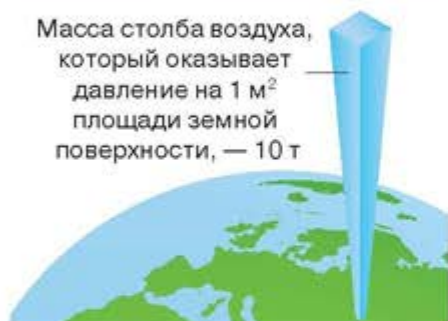 Масса столба воздуха,
который оказывает
давление на 1 м²
площади земной
поверхности, — 10 т